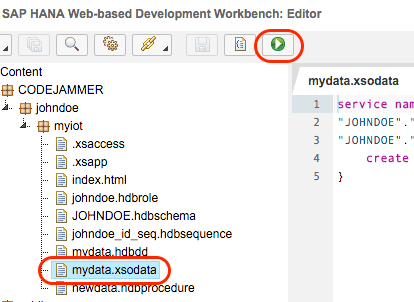 SAP HANA Web-based Development Workbench: Editor
Content
CODEJAMMER
johndoe
myiot
.xsaccess
.xsapp
index.html
johndoe.hdbrole
JOHNDOE.hdbschema
johndoe_id_seq.hdbsequence
mydata.hdbdd
mydata.xsodata
newdata.hdbprocedure
mydata.xsodata
1 service nam
2 "JOHNDOE"."
3 "JOHNDOE"."
4 create
5 }